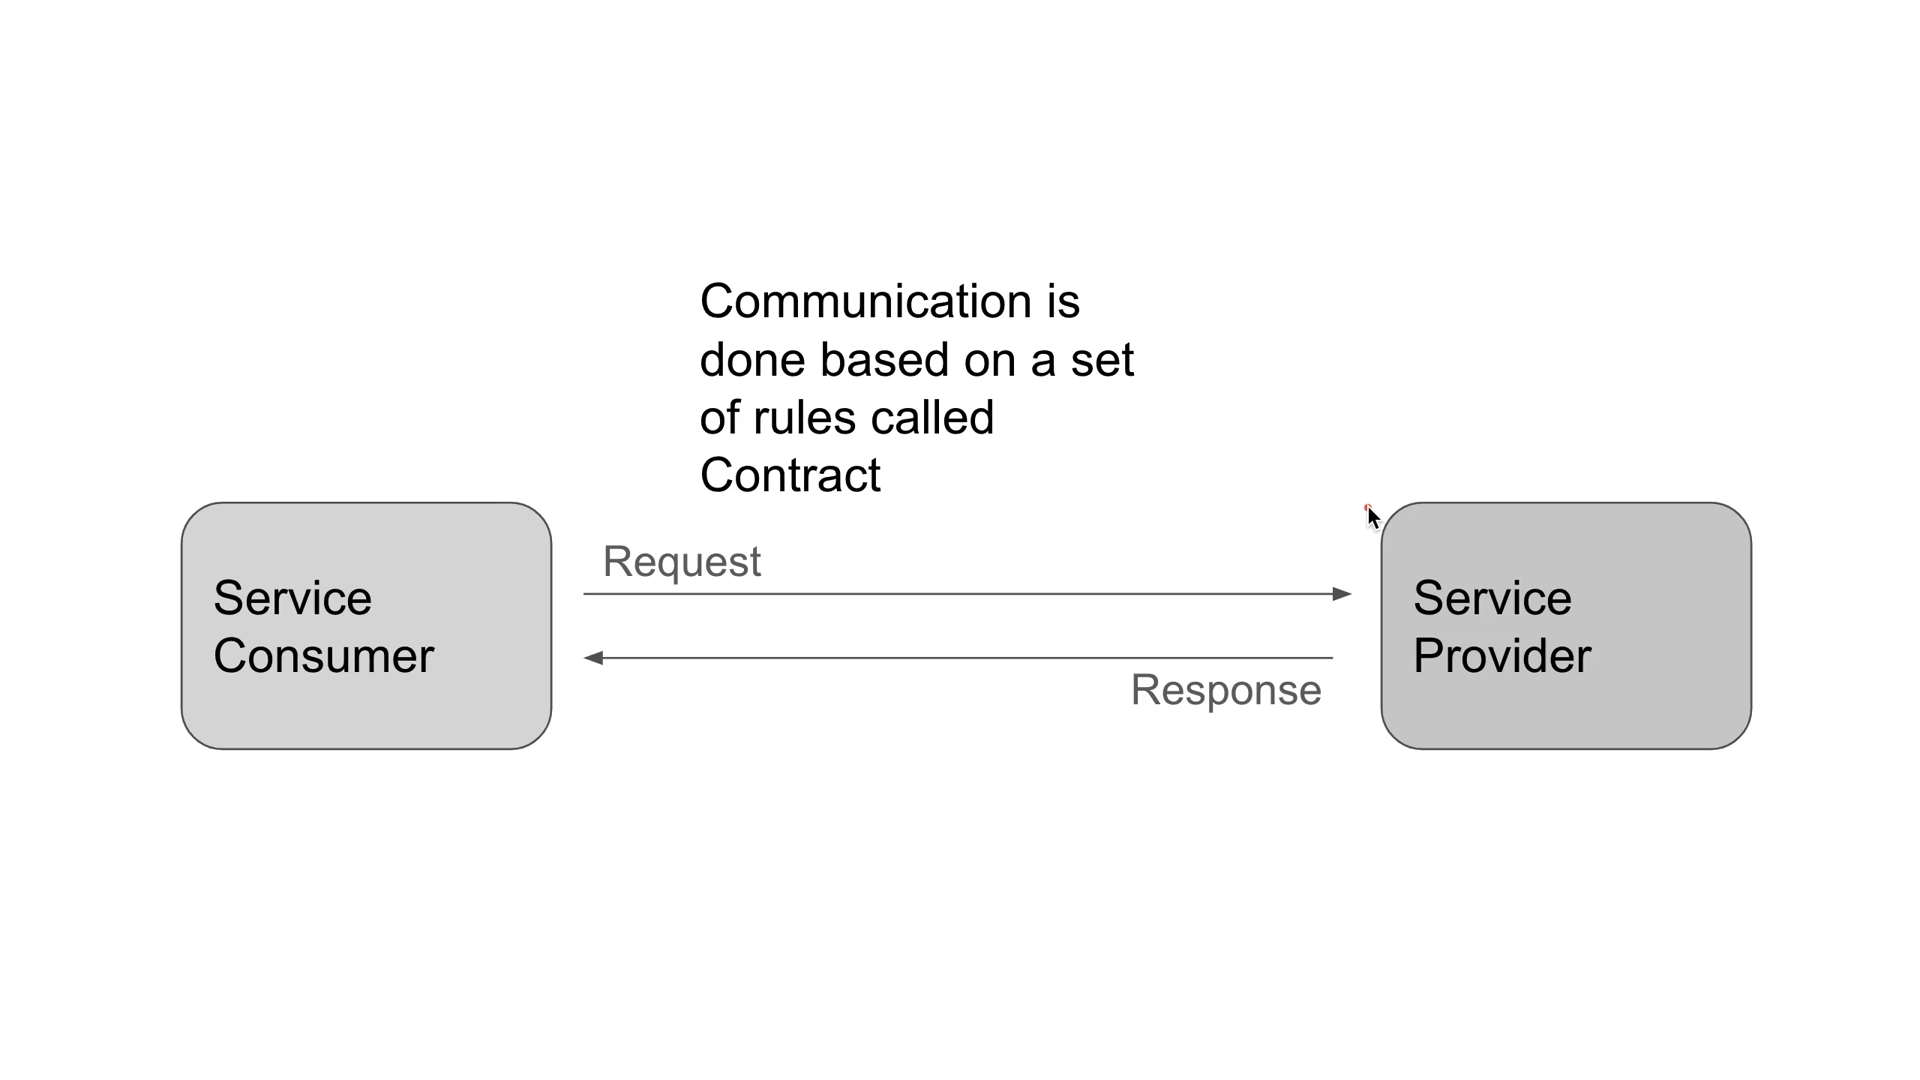 Communication is
done based on a set
of rules called
Contract
Request
Service
Consumer
Service
Provider
Response